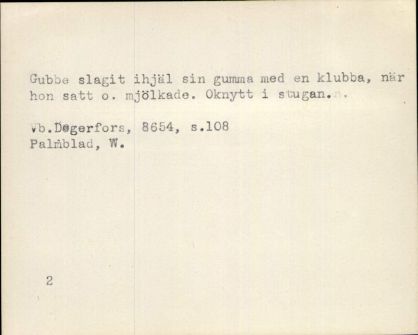 Gubbe slagit ihjäl sin gumma med en klubba, när
hon satt o. mjölkade. Oknytt i stugan.
Vb.Degerfors, 8654, s.108
Palmblad, W.
2